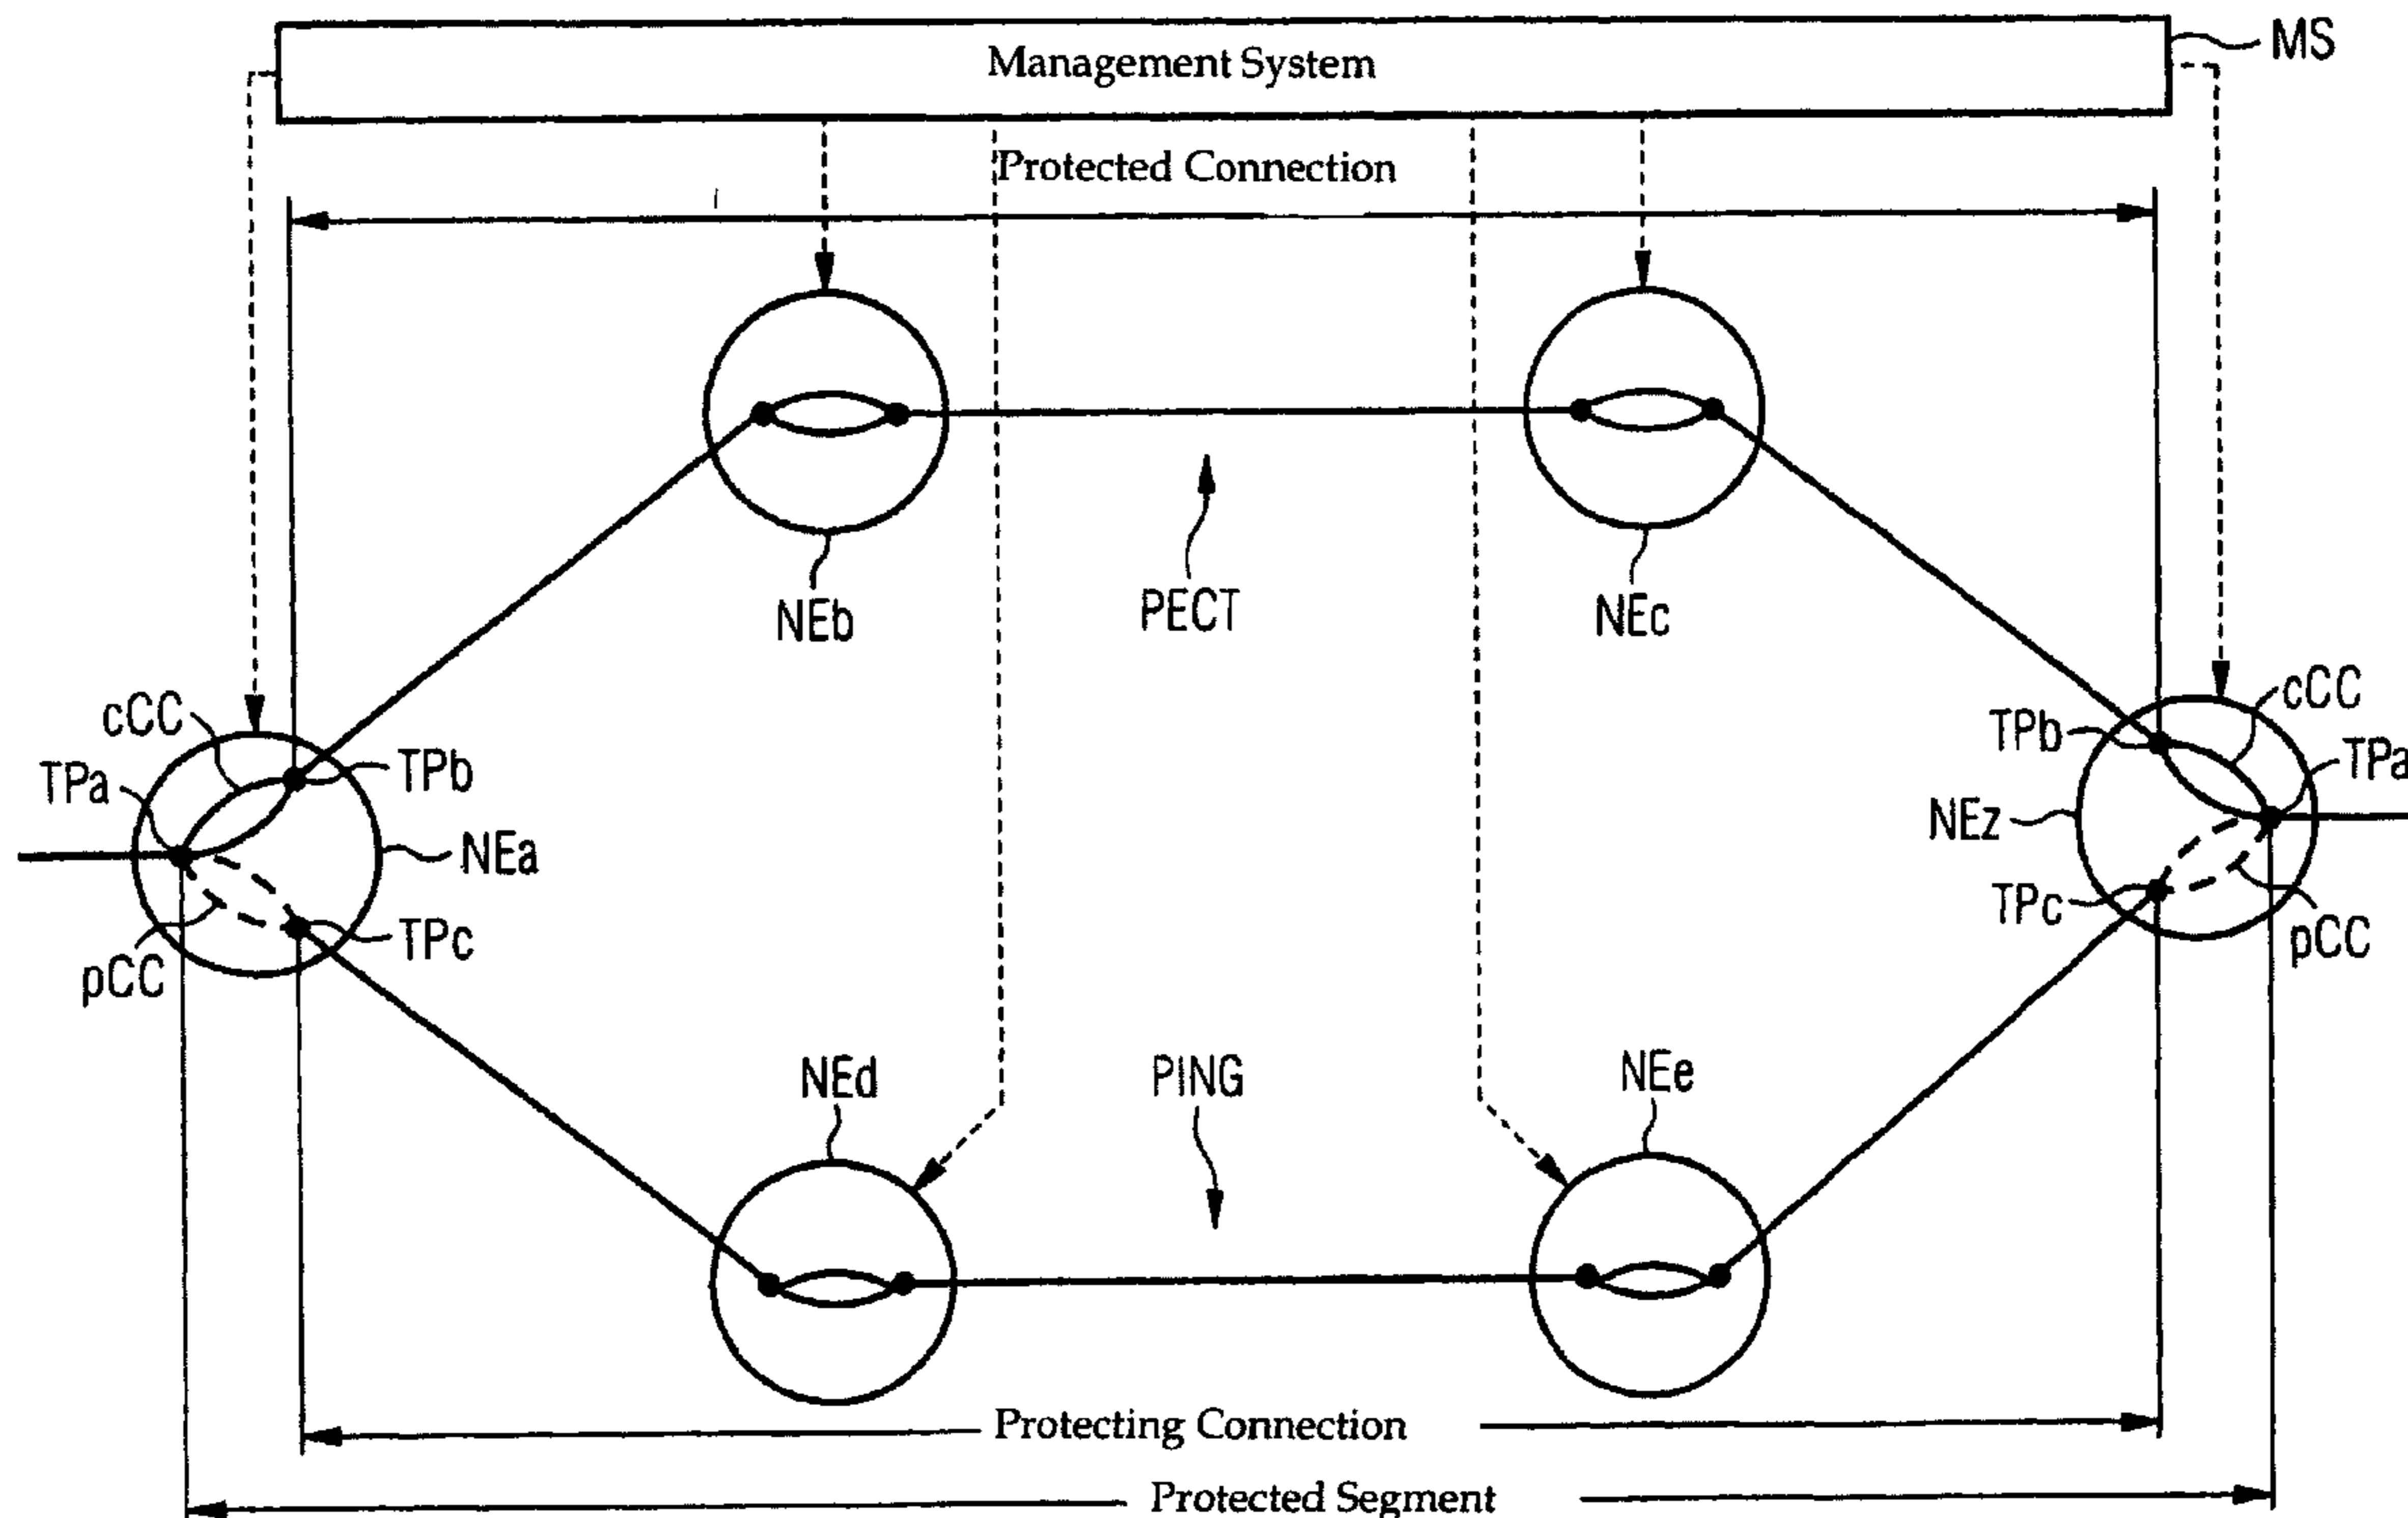 Management System
MS
Protected Connection
NEb
PECT
NEc
cCC
TPa
TPb
NEa
TPc
pCC
cCC
TPb
TPa
NEz
TPc
pCC
NEd
PING
NEe
Protecting Connection
Protected Segment